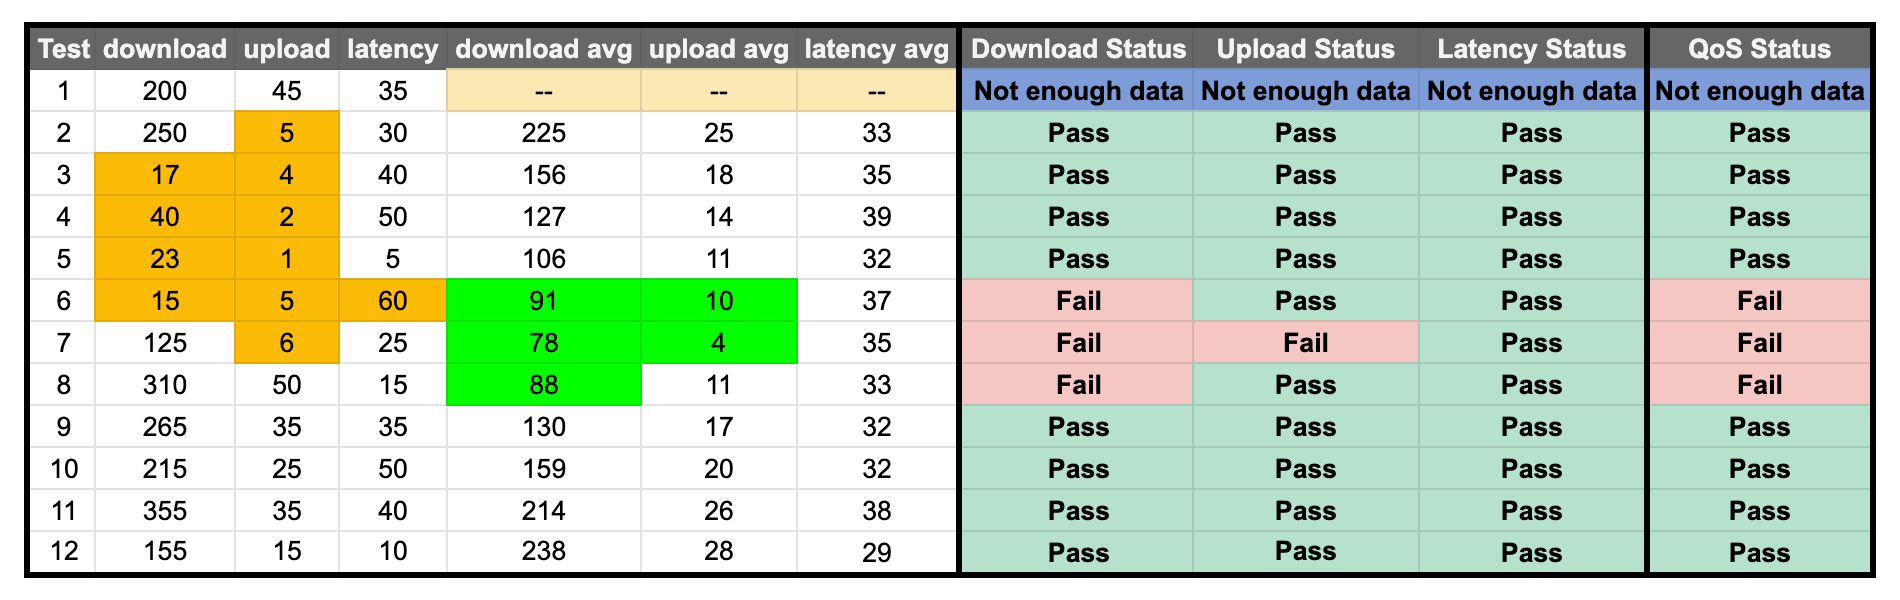 Test download upload latency download avg upload avg latency avg Download Status Upload Status Latency Status QoS Status
1 200 45 35 -- -- -- Not enough data Not enough data Not enough data Not enough data
2 250 5 30 225 25 33 Pass Pass Pass Pass
3 17 4 40 156 18 35 Pass Pass Pass Pass
4 40 2 50 127 14 39 Pass Pass Pass Pass
5 23 1 5 106 11 32 Pass Pass Pass Pass
6 15 5 60 91 10 37 Fail Pass Pass Fail
7 125 6 25 78 4 35 Fail Fail Pass Fail
8 310 50 15 88 11 33 Fail Pass Pass Fail
9 265 35 35 130 17 32 Pass Pass Pass Pass
10 215 25 50 159 20 32 Pass Pass Pass Pass
11 355 35 40 214 26 38 Pass Pass Pass Pass
12 155 15 10 238 28 29 Pass Pass Pass Pass